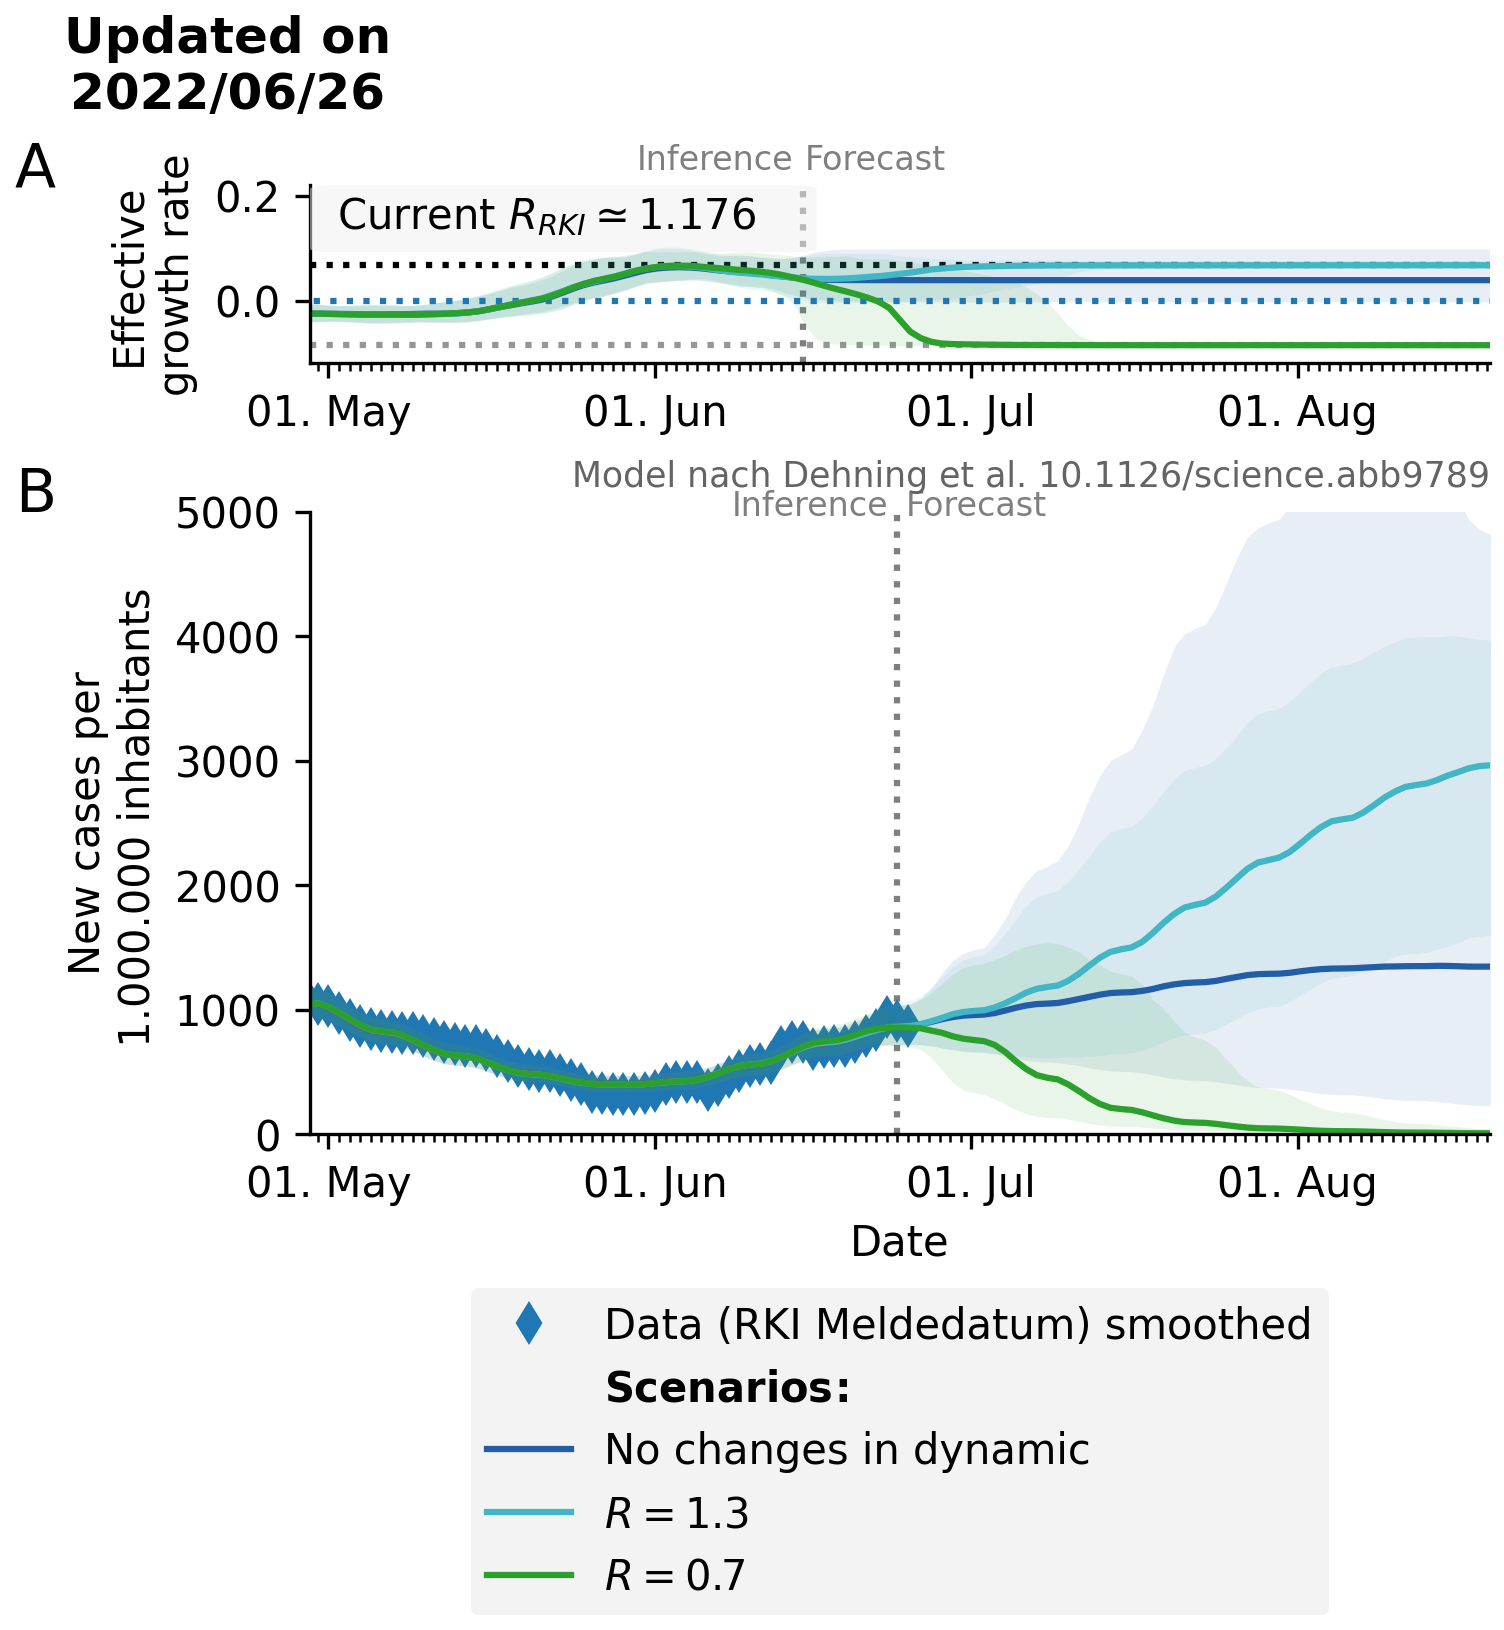 Updated on
2022/06/26
A
Effective
growth rate
Inference Forecast
0.2
Current R_RKI ≃ 1.176
0.0
01. May
01. Jun
01. Jul
01. Aug
B
Model nach Dehning et al. 10.1126/science.abb9789
Inference Forecast
New cases per
1.000.000 inhabitants
5000
4000
3000
2000
1000
0
01. May
01. Jun
01. Jul
01. Aug
Date
Data (RKI Meldedatum) smoothed
Scenarios:
No changes in dynamic
R = 1.3
R = 0.7